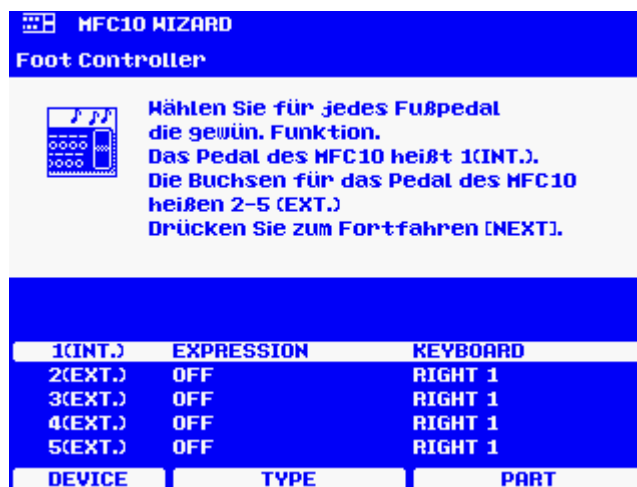 MFC10 WIZARD
Foot Controller
Wählen Sie für jedes Fußpedal
die gewün. Funktion.
Das Pedal des MFC10 heißt 1(INT.).
Die Buchsen für das Pedal des MFC10
heißen 2-5 (EXT.)
Drücken Sie zum Fortfahren [NEXT].
1(INT.) EXPRESSION KEYBOARD
2(EXT.) OFF RIGHT 1
3(EXT.) OFF RIGHT 1
4(EXT.) OFF RIGHT 1
5(EXT.) OFF RIGHT 1
DEVICE TYPE PART